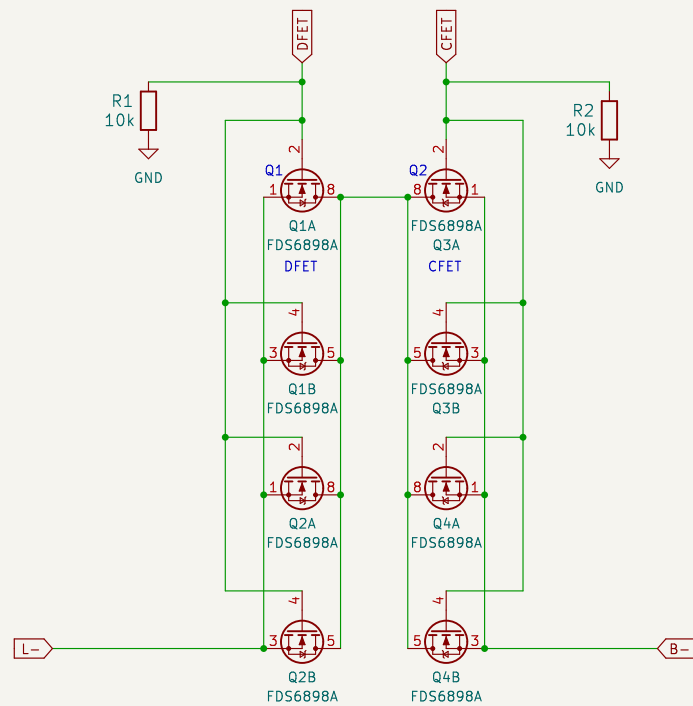 DFET
CFET
R1
10k
GND
R2
10k
GND
Q1
2
1
8
Q1A
FDS6898A
DFET
Q2
2
8
1
FDS6898A
Q3A
CFET
4
3
5
Q1B
FDS6898A
4
5
3
FDS6898A
Q3B
2
1
8
Q2A
FDS6898A
2
8
1
Q4A
FDS6898A
L-
4
3
5
Q2B
FDS6898A
4
5
3
Q4B
FDS6898A
B-